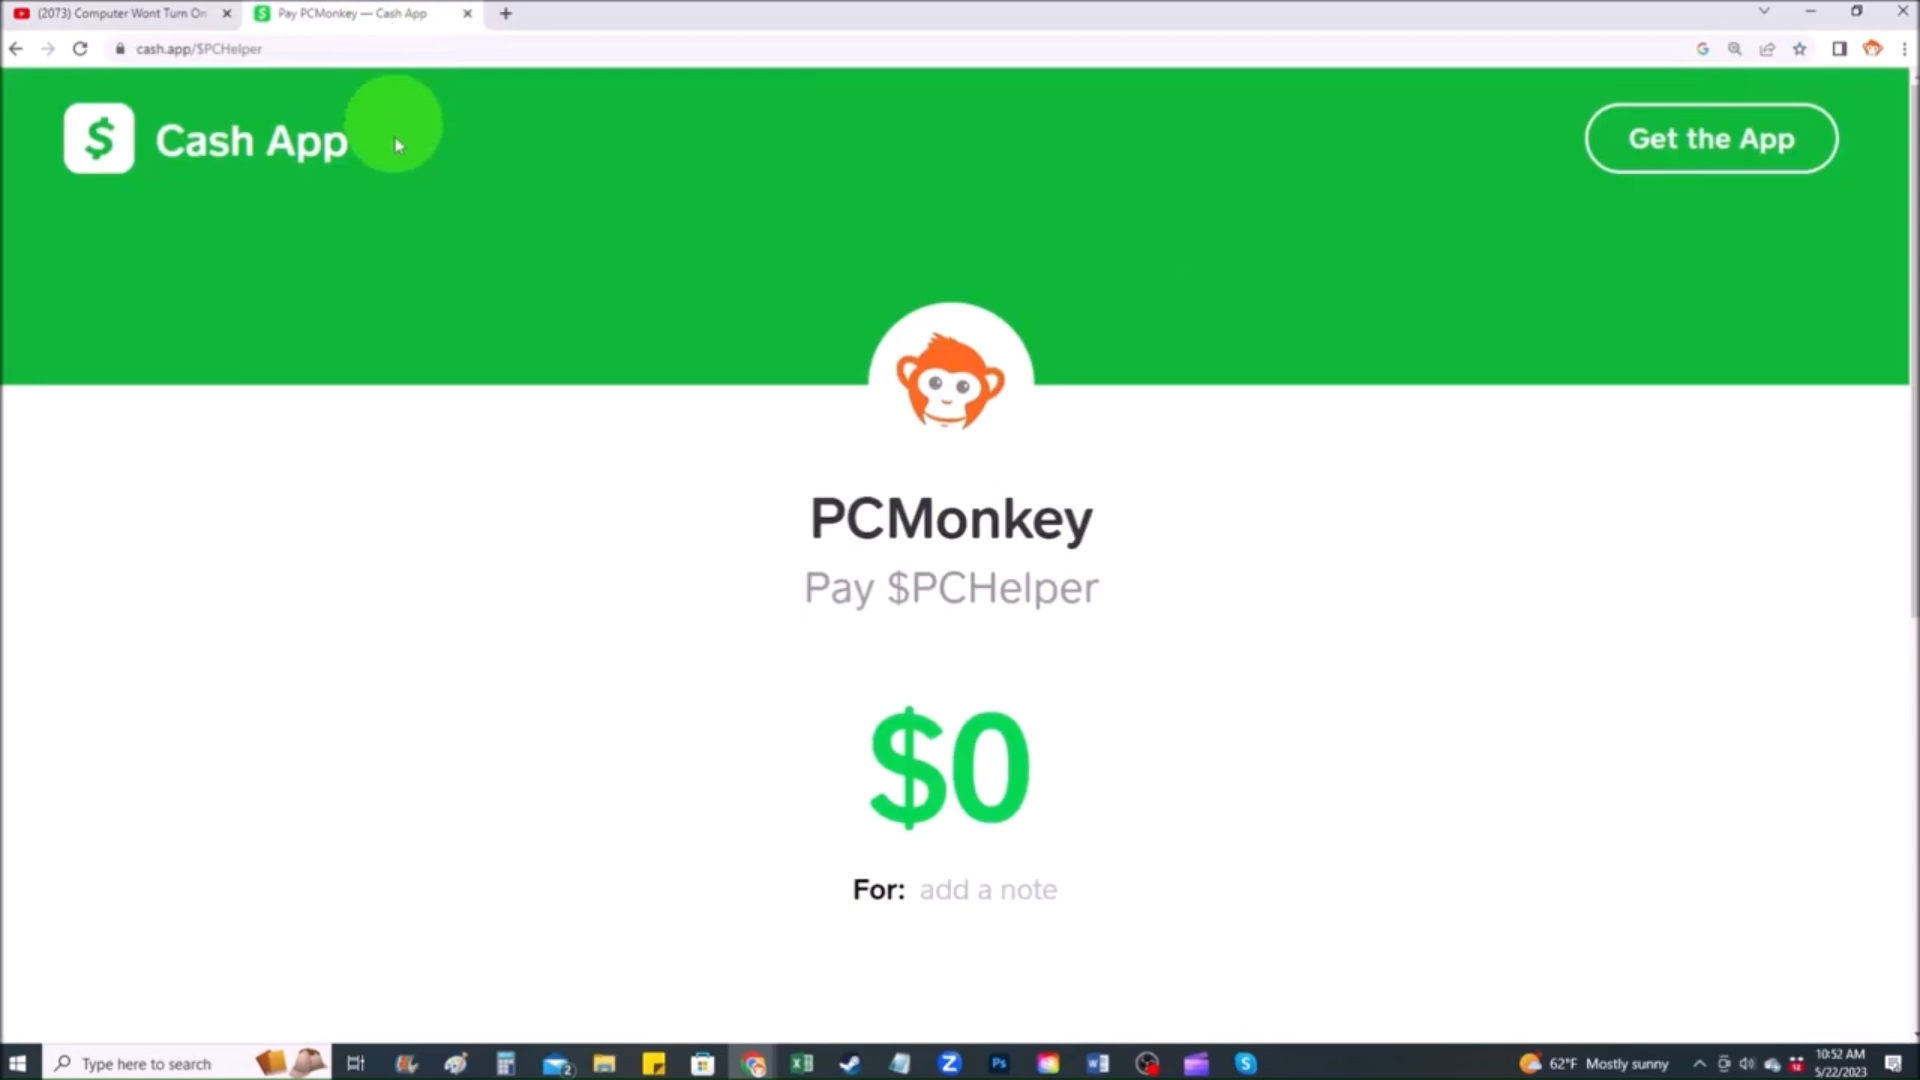 (2073) Computer Wont Turn On
Pay PCMonkey — Cash App
cash.app/$PCHelper
$ Cash App
Get the App
PCMonkey
Pay $PCHelper
$0
For: add a note
Type here to search
62°F Mostly sunny
10:52 AM
5/22/2023